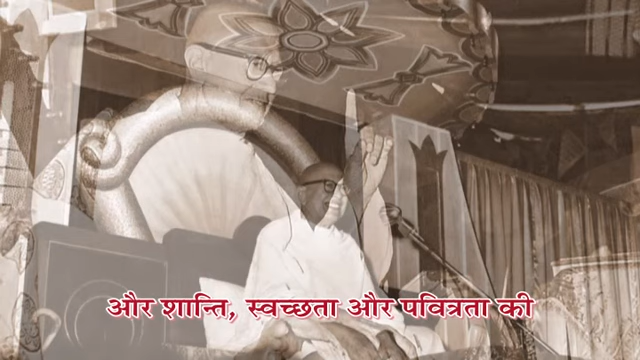 और शान्ति, स्वच्छता और पवित्रता की